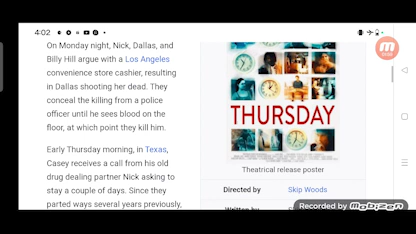 4:02
On Monday night, Nick, Dallas, and
Billy Hill argue with a Los Angeles
convenience store cashier, resulting
in Dallas shooting her dead. They
conceal the killing from a police
officer until he sees blood on the
floor, at which point they kill him.
Early Thursday morning, in Texas,
Casey receives a call from his old
drug dealing partner Nick asking to
stay a couple of days. Since they
parted ways several years previously,
THURSDAY
Theatrical release poster
Directed by Skip Woods
Written by
Recorded by MOBIZEN